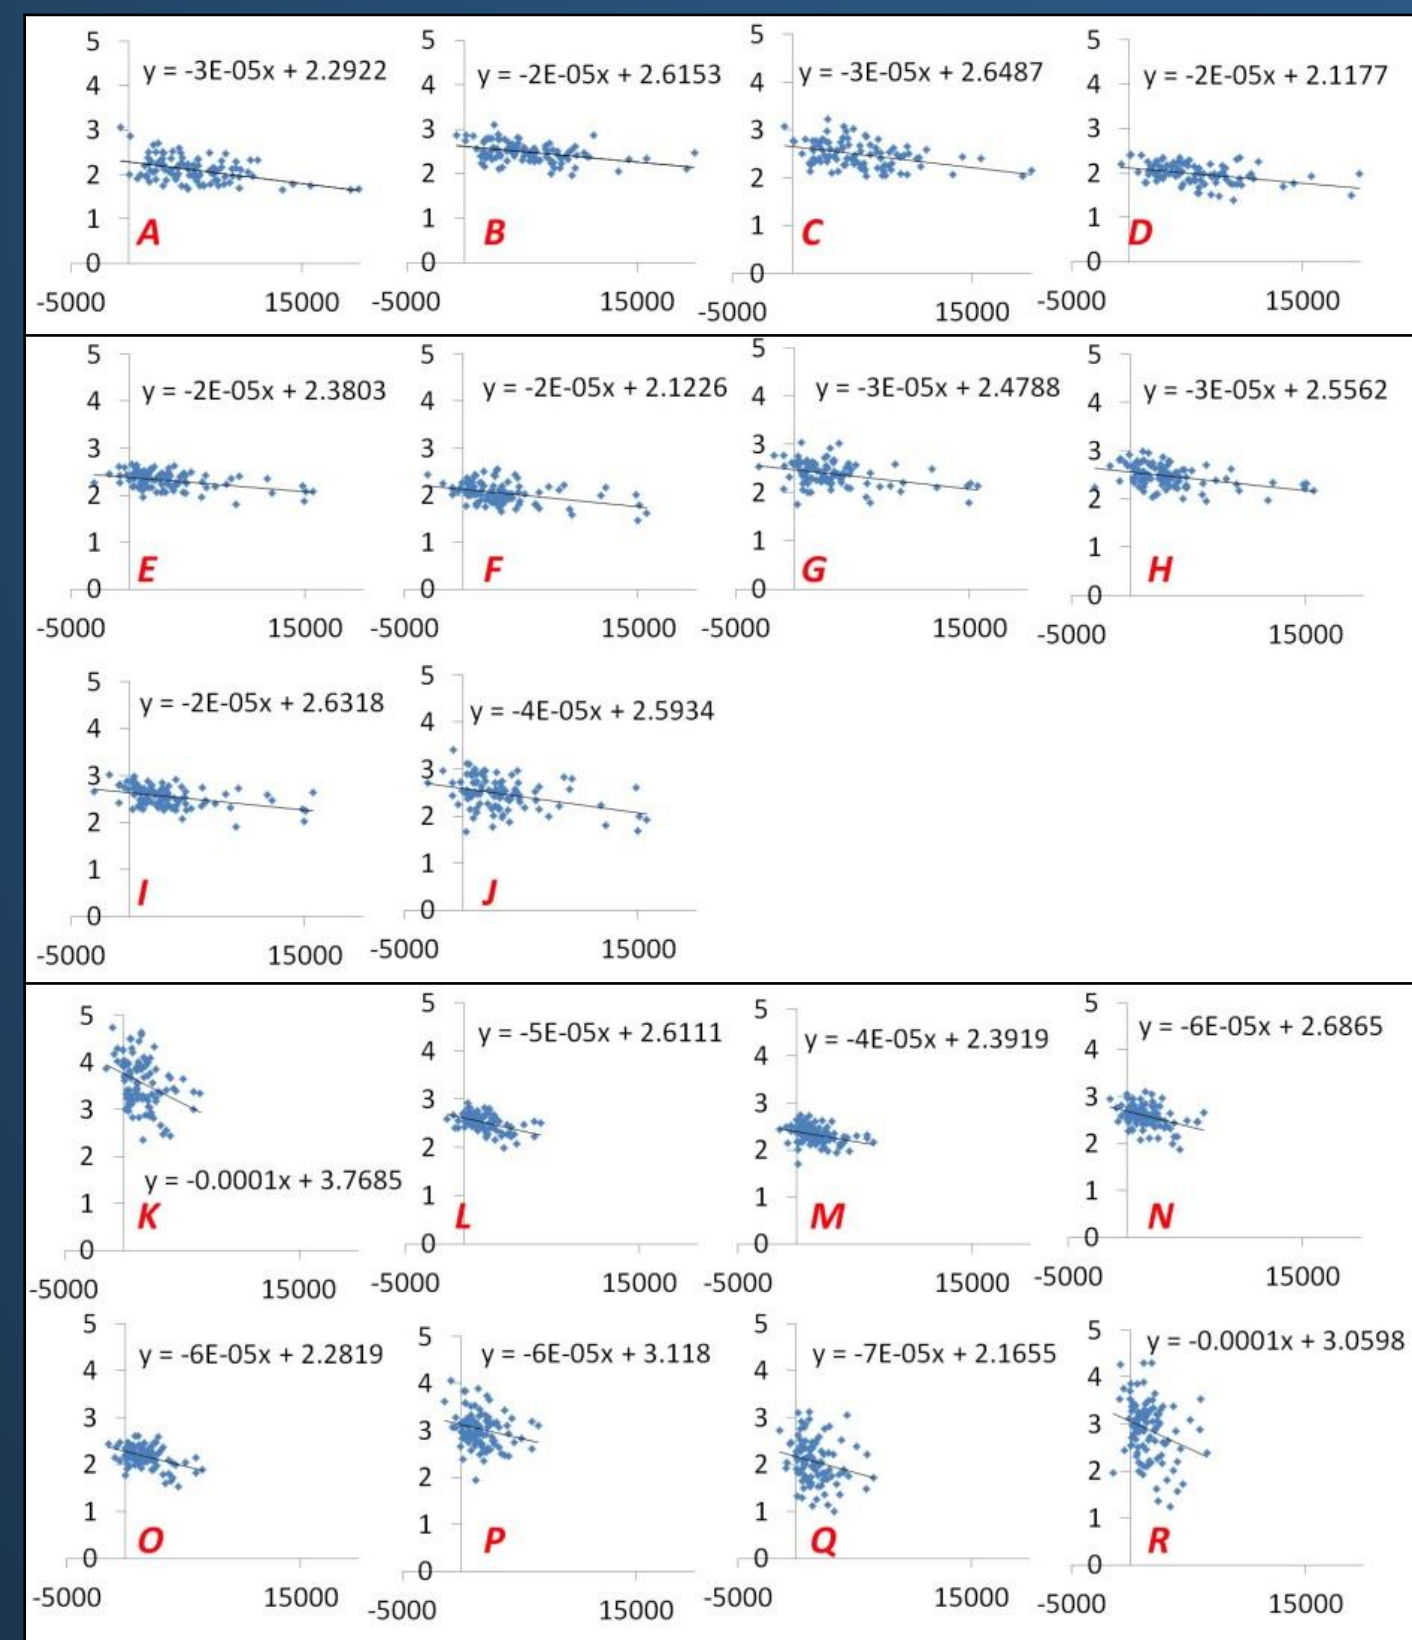 5 5 5 5
y = -3E-05x + 2.2922 y = -2E-05x + 2.6153 y = -3E-05x + 2.6487 y = -2E-05x + 2.1177
4 4 4 4
3 3 3 3
2 2 2 2
1 1 1 1
A B C D
0 0 0 0
-5000 15000 -5000 15000 -5000 15000 -5000 15000
5 5 5 5
y = -2E-05x + 2.3803 y = -2E-05x + 2.1226 y = -3E-05x + 2.4788 y = -3E-05x + 2.5562
4 4 4 4
3 3 3 3
2 2 2 2
1 1 1 1
E F G H
0 0 0 0
-5000 15000 -5000 15000 -5000 15000 -5000 15000
5 5
y = -2E-05x + 2.6318 y = -4E-05x + 2.5934
4 4
3 3
2 2
1 1
I J
0 0
-5000 15000 -5000 15000
5 5 5 5
y = -5E-05x + 2.6111 y = -4E-05x + 2.3919 y = -6E-05x + 2.6865
4 4 4 4
3 3 3 3
2 2 2 2
y = -0.0001x + 3.7685
1 1 1 1
K L M N
0 0 0 0
-5000 15000 -5000 15000 -5000 15000 -5000 15000
5 5 5 5
y = -6E-05x + 2.2819 y = -6E-05x + 3.118 y = -7E-05x + 2.1655 y = -0.0001x + 3.0598
4 4 4 4
3 3 3 3
2 2 2 2
1 1 1 1
O P Q R
0 0 0 0
-5000 15000 -5000 15000 -5000 15000 -5000 15000